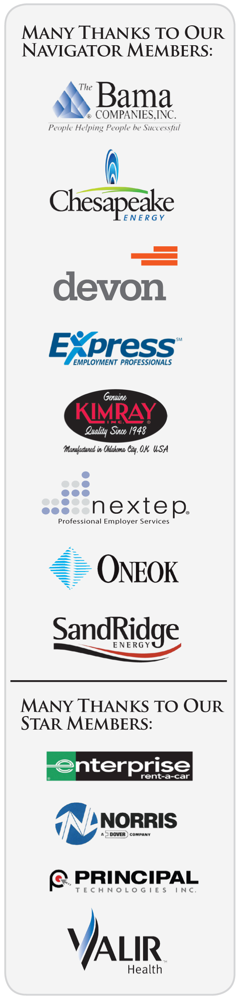 MANY THANKS TO OUR
NAVIGATOR MEMBERS:
The Bama
COMPANIES, INC.
®
People Helping People be Successful
Chesapeake
ENERGY
devon
Express SM
EMPLOYMENT PROFESSIONALS
Genuine
KIMRAY
INC. ®
Quality Since 1948
Manufactured in Oklahoma City, OK USA
nextep®
Professional Employer Services
ONEOK
SandRidge
ENERGY
MANY THANKS TO OUR
STAR MEMBERS:
enterprise
® rent-a-car
NORRIS
A DOVER COMPANY
PRINCIPAL
TECHNOLOGIES INC.
VALIR™
Health